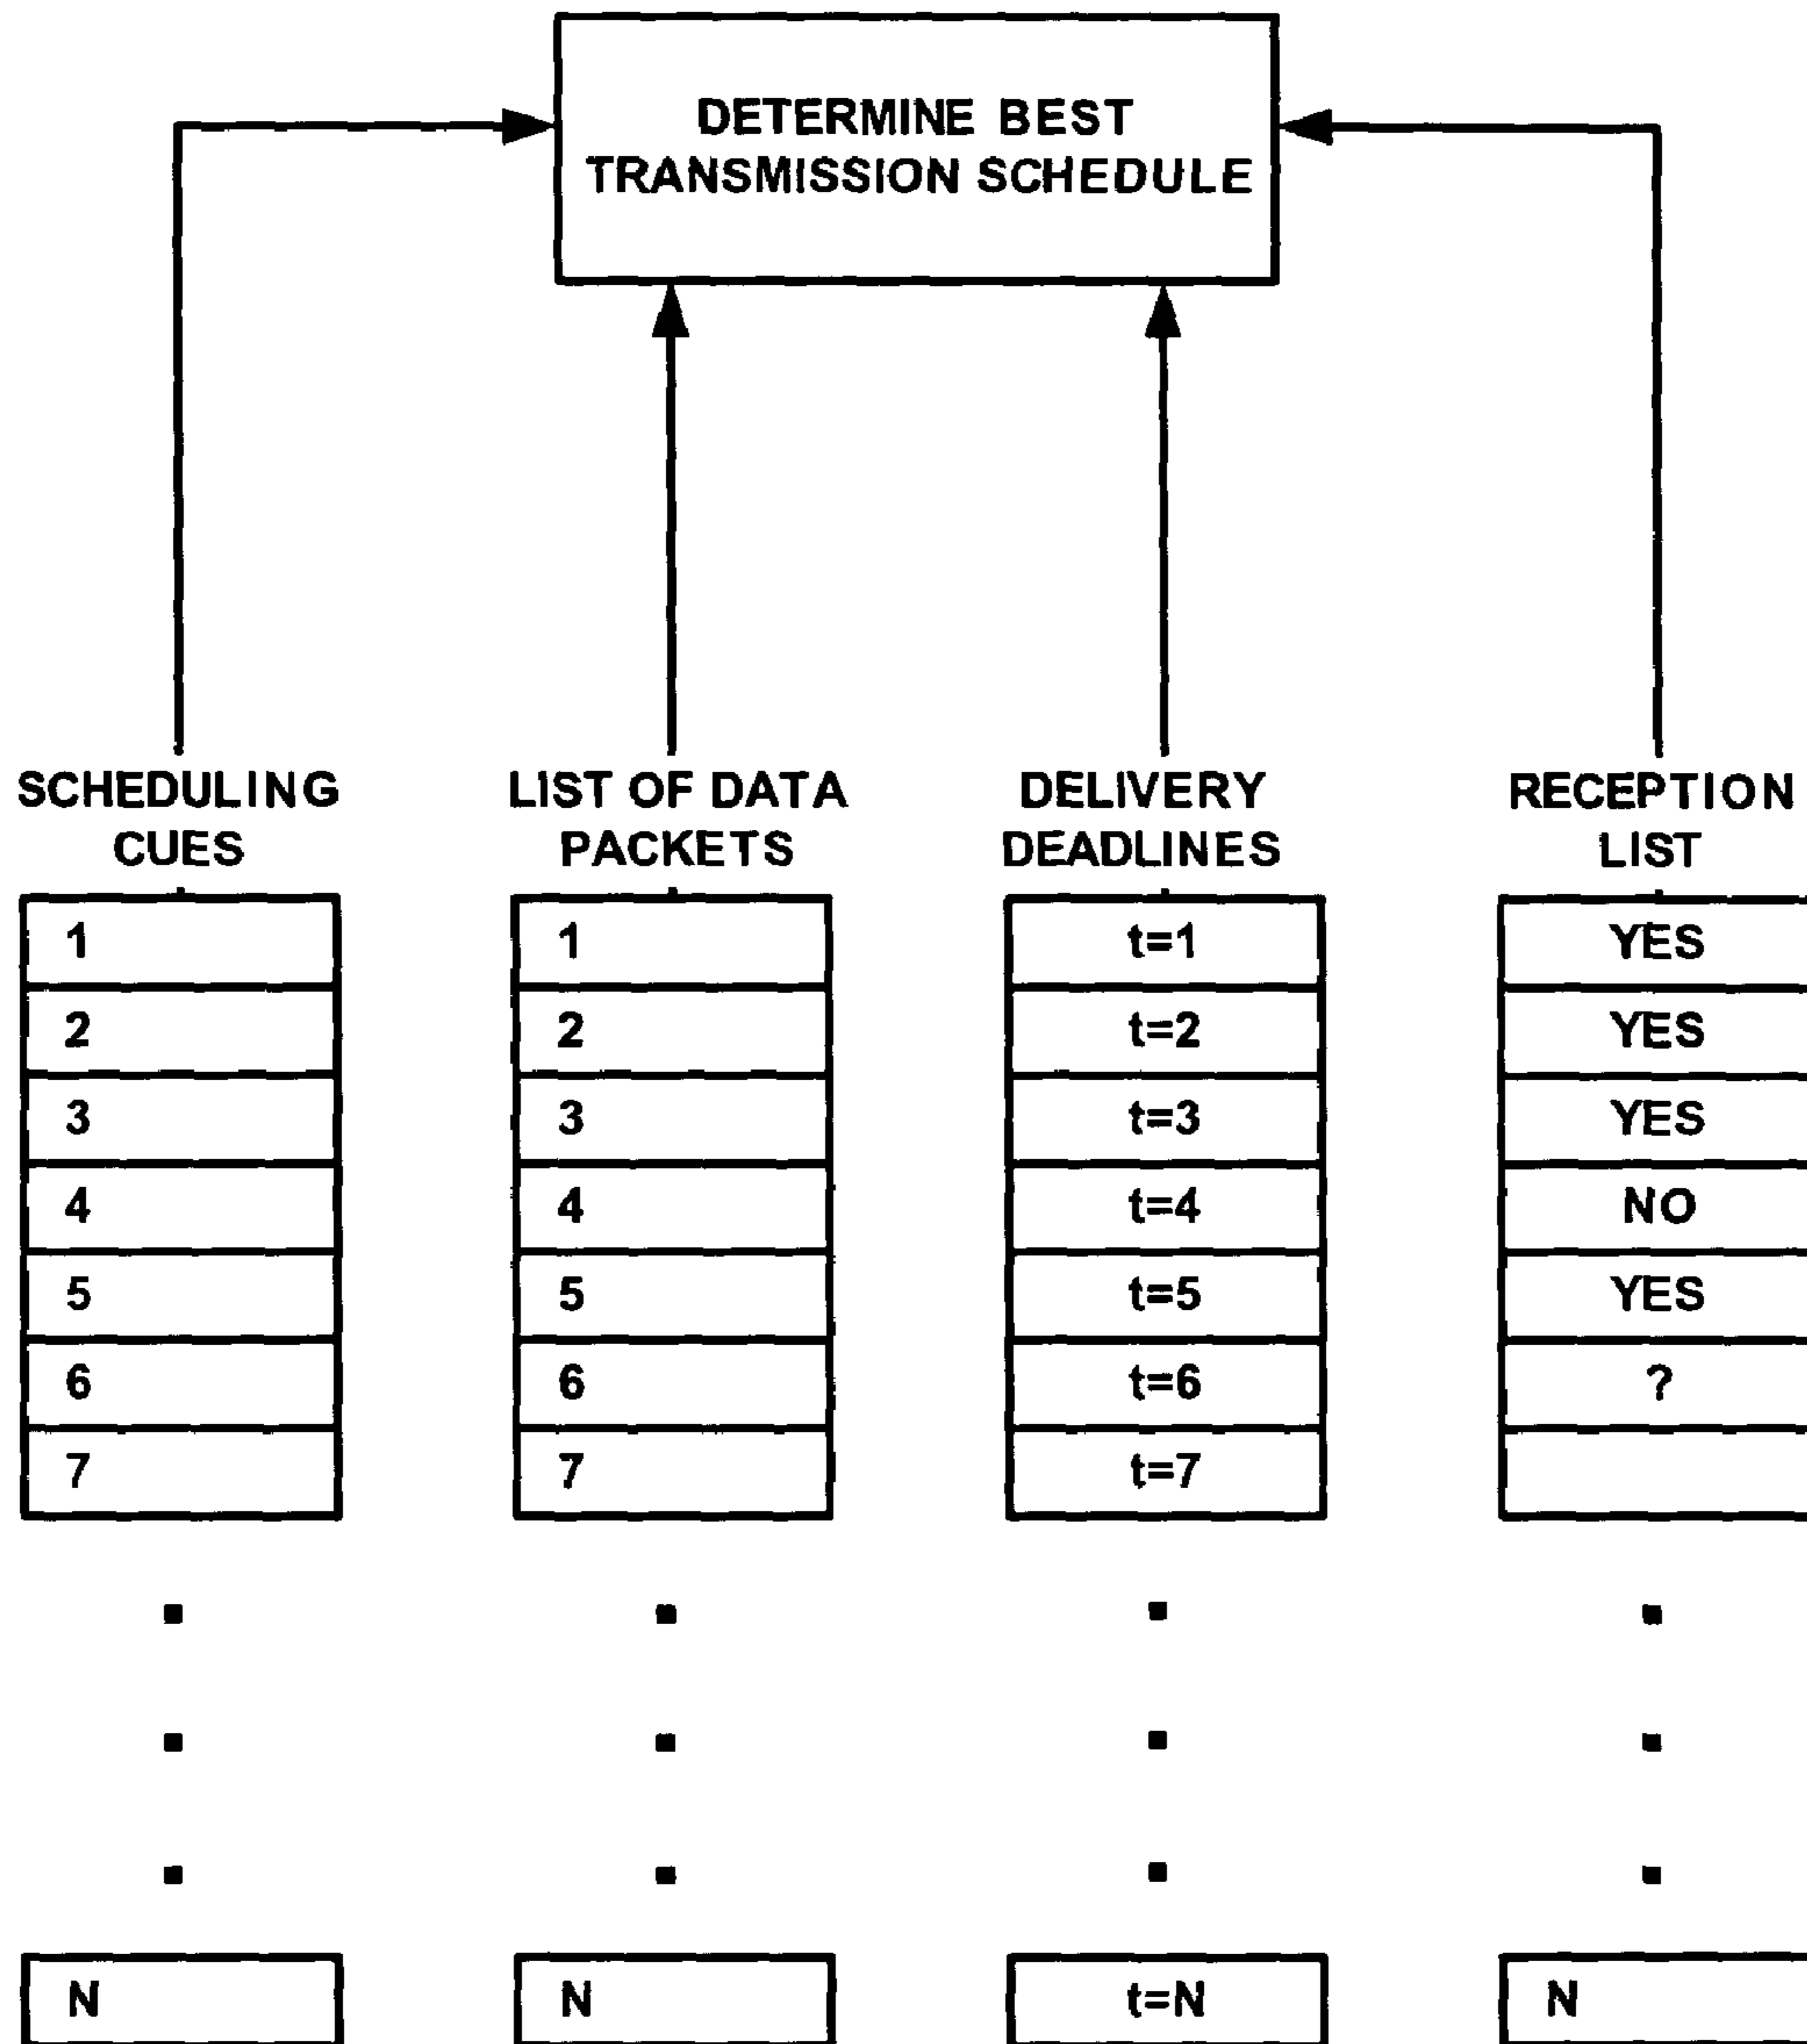 DETERMINE BEST
TRANSMISSION SCHEDULE
SCHEDULING
CUES
1
2
3
4
5
6
7
N
LIST OF DATA
PACKETS
1
2
3
4
5
6
7
N
DELIVERY
DEADLINES
t=1
t=2
t=3
t=4
t=5
t=6
t=7
t=N
RECEPTION
LIST
YES
YES
YES
NO
YES
?
N